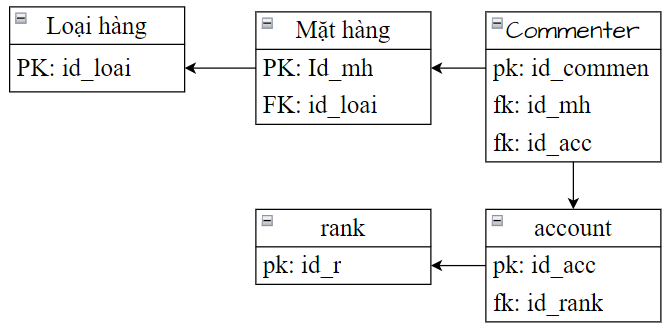 Loại hàng
PK: id_loai
Mặt hàng
PK: Id_mh
FK: id_loai
Commenter
pk: id_commen
fk: id_mh
fk: id_acc
rank
pk: id_r
account
pk: id_acc
fk: id_rank